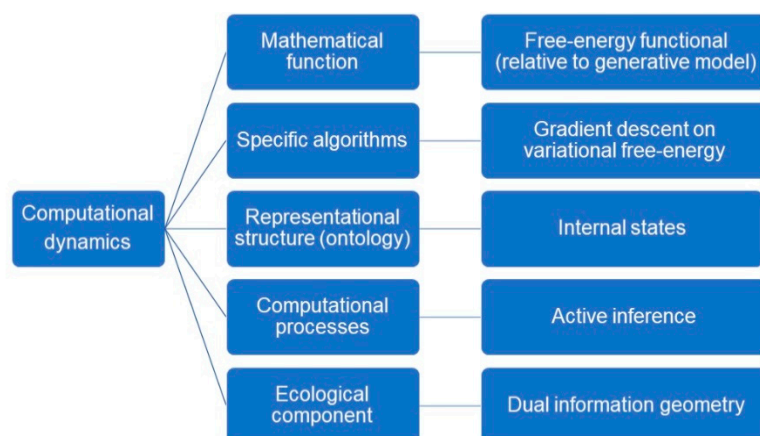 Mathematical
function
Free-energy functional
(relative to generative model)
Specific algorithms
Gradient descent on
variational free-energy
Computational
dynamics
Representational
structure (ontology)
Internal states
Computational
processes
Active inference
Ecological
component
Dual information geometry